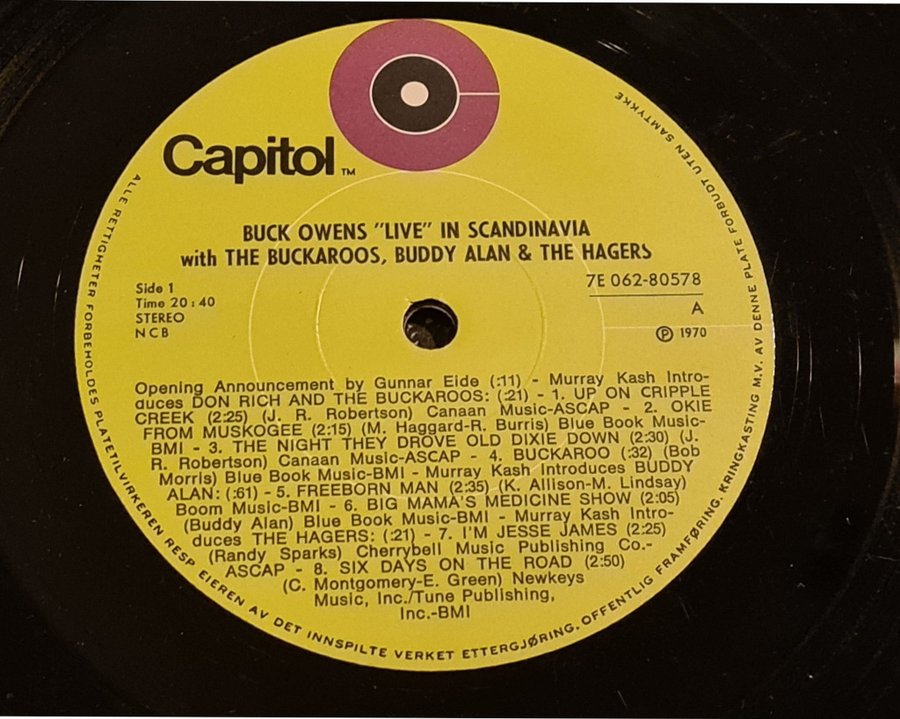 Capitol™
BUCK OWENS "LIVE" IN SCANDINAVIA
with THE BUCKAROOS, BUDDY ALAN & THE HAGERS
Side 1
Time 20:40
STEREO
NCB
7E 062-80578
A
Ⓟ 1970
Opening Announcement by Gunnar Eide (:11) - Murray Kash Intro-
duces DON RICH AND THE BUCKAROOS: (:21) - 1. UP ON CRIPPLE
CREEK (2:25) (J. R. Robertson) Canaan Music-ASCAP - 2. OKIE
FROM MUSKOGEE (2:15) (M. Haggard-R. Burris) Blue Book Music-
BMI - 3. THE NIGHT THEY DROVE OLD DIXIE DOWN (2:30) (J.
R. Robertson) Canaan Music-ASCAP - 4. BUCKAROO (:32) (Bob
Morris) Blue Book Music-BMI - Murray Kash Introduces BUDDY
ALAN: (:61) - 5. FREEBORN MAN (2:35) (K. Allison-M. Lindsay)
Boom Music-BMI - 6. BIG MAMA'S MEDICINE SHOW (2:05)
(Buddy Alan) Blue Book Music-BMI - Murray Kash Intro-
duces THE HAGERS: (:21) - 7. I'M JESSE JAMES (2:25)
(Randy Sparks) Cherrybell Music Publishing Co.-
ASCAP - 8. SIX DAYS ON THE ROAD (2:50)
(C. Montgomery-E. Green) Newkeys
Music, Inc./Tune Publishing,
Inc.-BMI
ALLE RETTIGHETER FORBEHOLDES PLATETILVIRKEREN RESP EIEREN AV DET INNSPILTE VERKET ETTERGJØRING. OFFENTLIG FRAMFØRING. KRINGKASTING M.V. AV DENNE PLATE FORBUDT UTEN SAMTYKKE